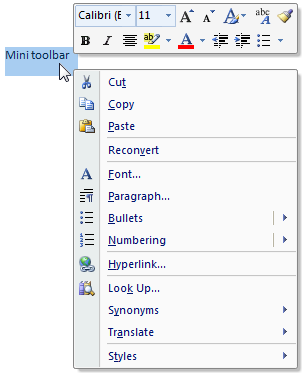 Calibri (E 11 A A A abc A
B I ab A
Mini toolbar
Cut
Copy
Paste
Reconvert
A Font...
Paragraph...
Bullets
Numbering
Hyperlink...
Look Up...
Synonyms
Translate
Styles